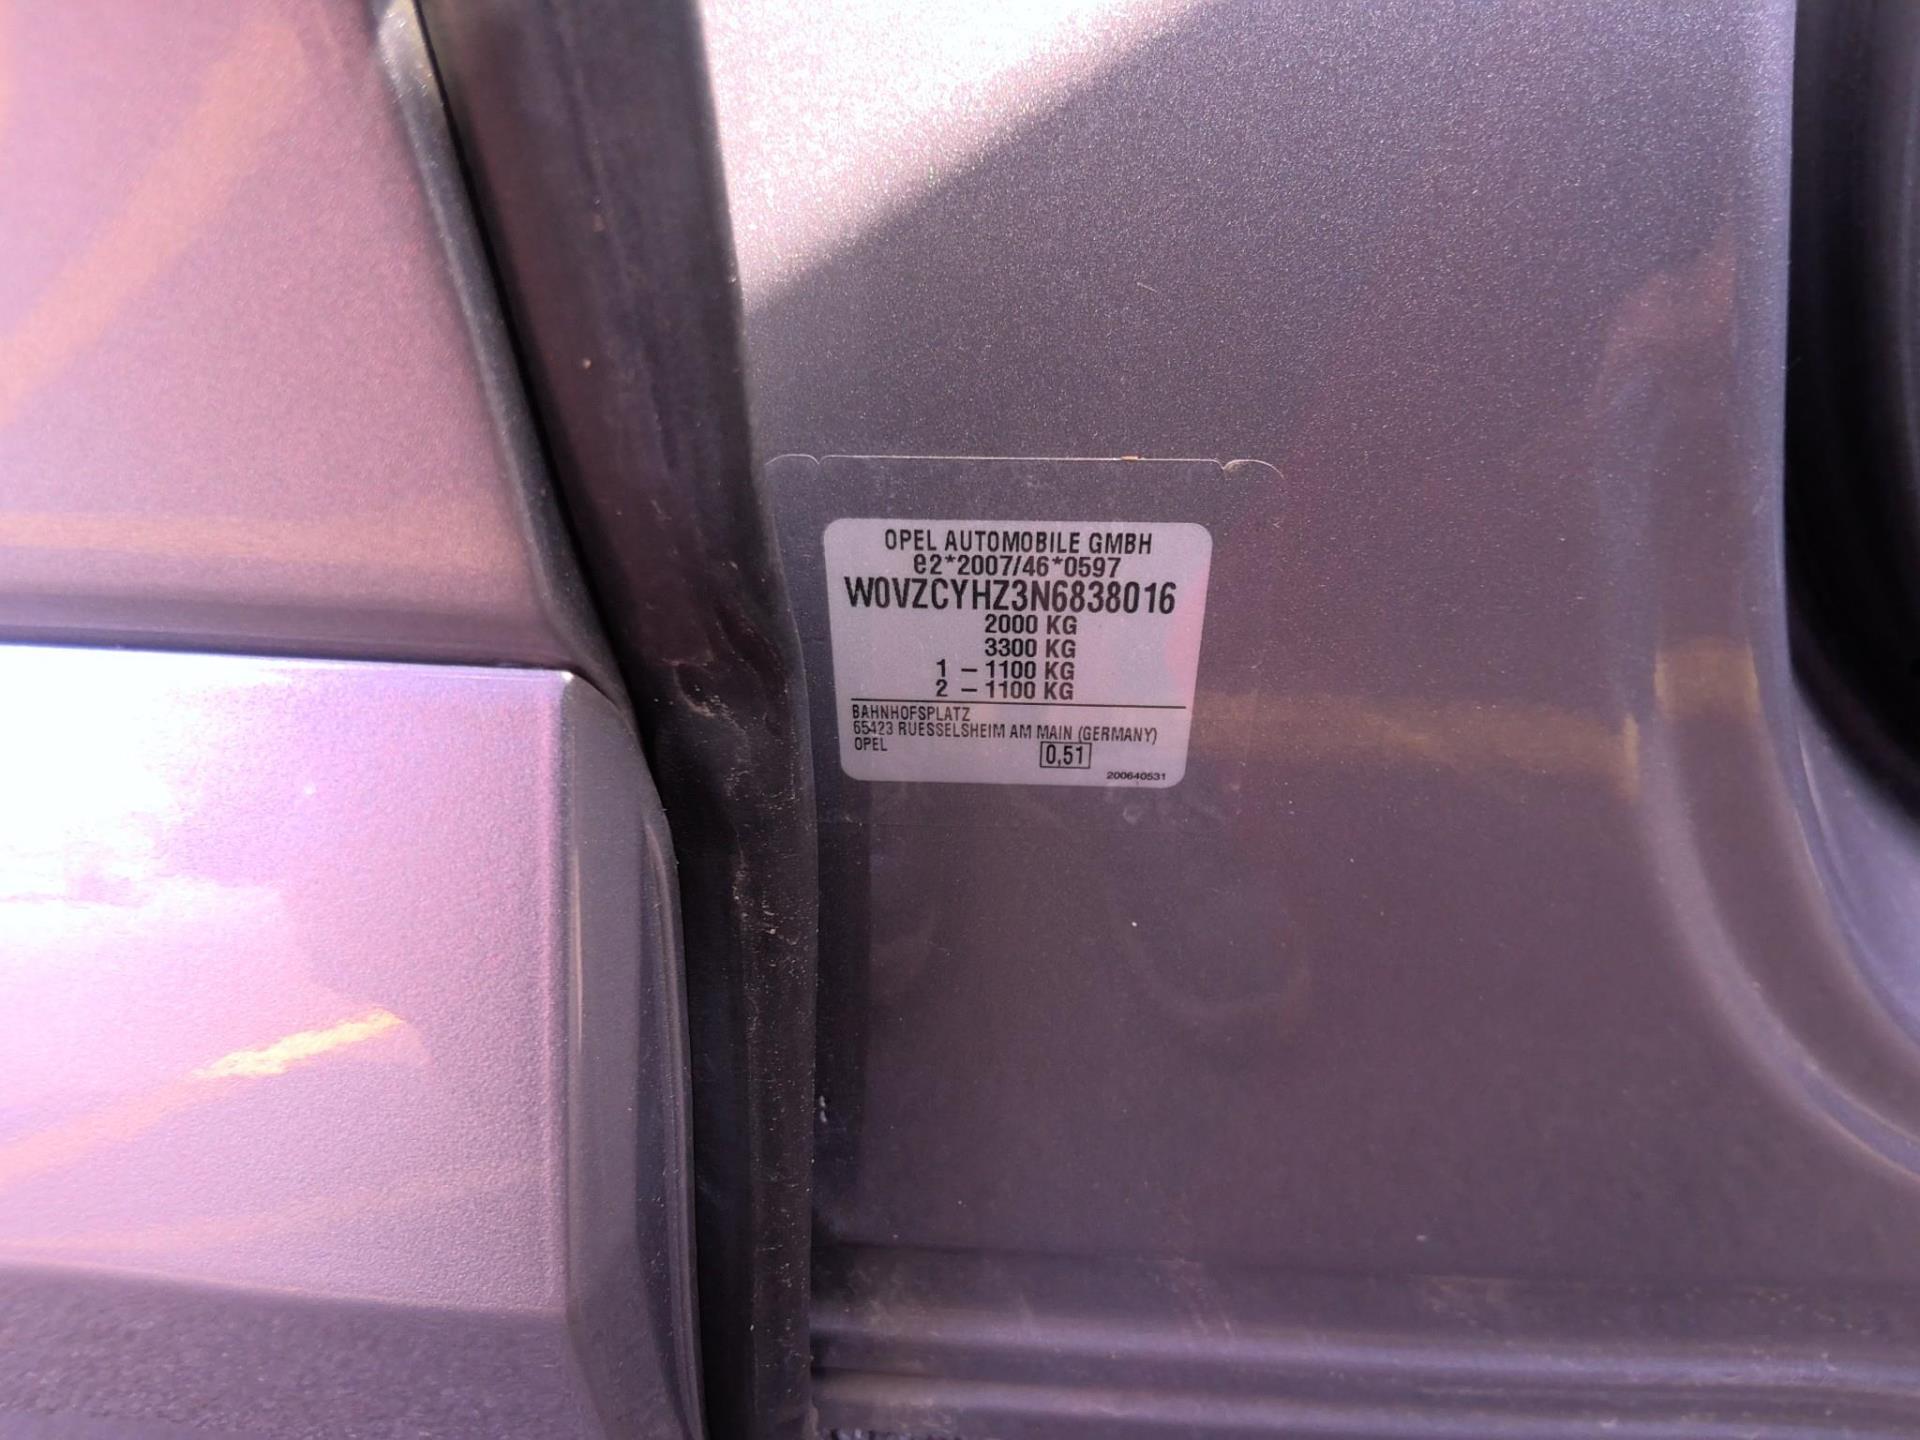 OPEL AUTOMOBILE GMBH
e2*2007/46*0597
W0VZCYHZ3N6838016
2000 KG
3300 KG
1 – 1100 KG
2 – 1100 KG
BAHNHOFSPLATZ
65423 RUESSELSHEIM AM MAIN (GERMANY)
OPEL 0,51
200640531